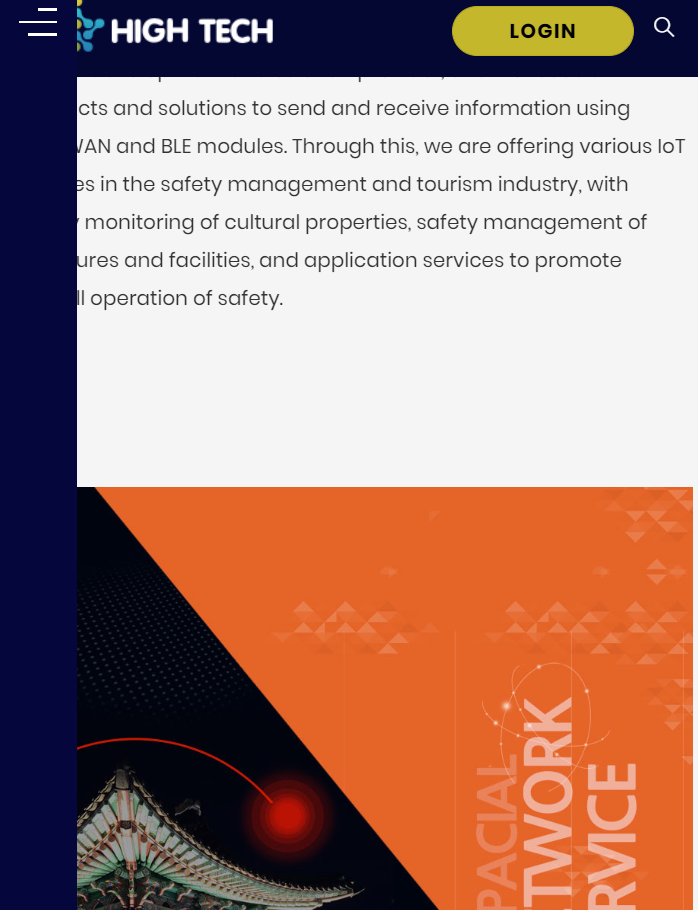 HIGH TECH
LOGIN
cts and solutions to send and receive information using
WAN and BLE modules. Through this, we are offering various IoT
es in the safety management and tourism industry, with
monitoring of cultural properties, safety management of
ures and facilities, and application services to promote
ll operation of safety.
PACIAL
TWORK
RVICE